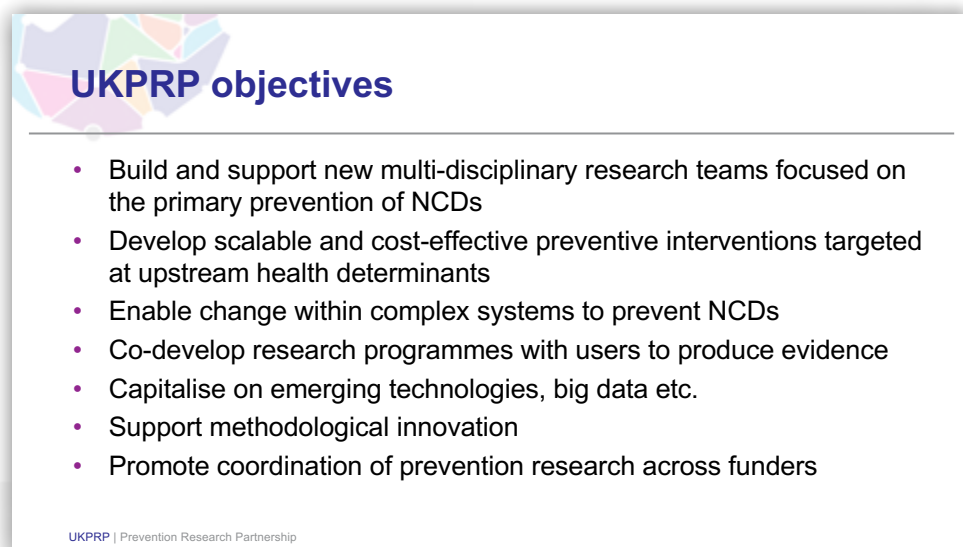 UKPRP objectives
• Build and support new multi-disciplinary research teams focused on
the primary prevention of NCDs
• Develop scalable and cost-effective preventive interventions targeted
at upstream health determinants
• Enable change within complex systems to prevent NCDs
• Co-develop research programmes with users to produce evidence
• Capitalise on emerging technologies, big data etc.
• Support methodological innovation
• Promote coordination of prevention research across funders
UKPRP | Prevention Research Partnership